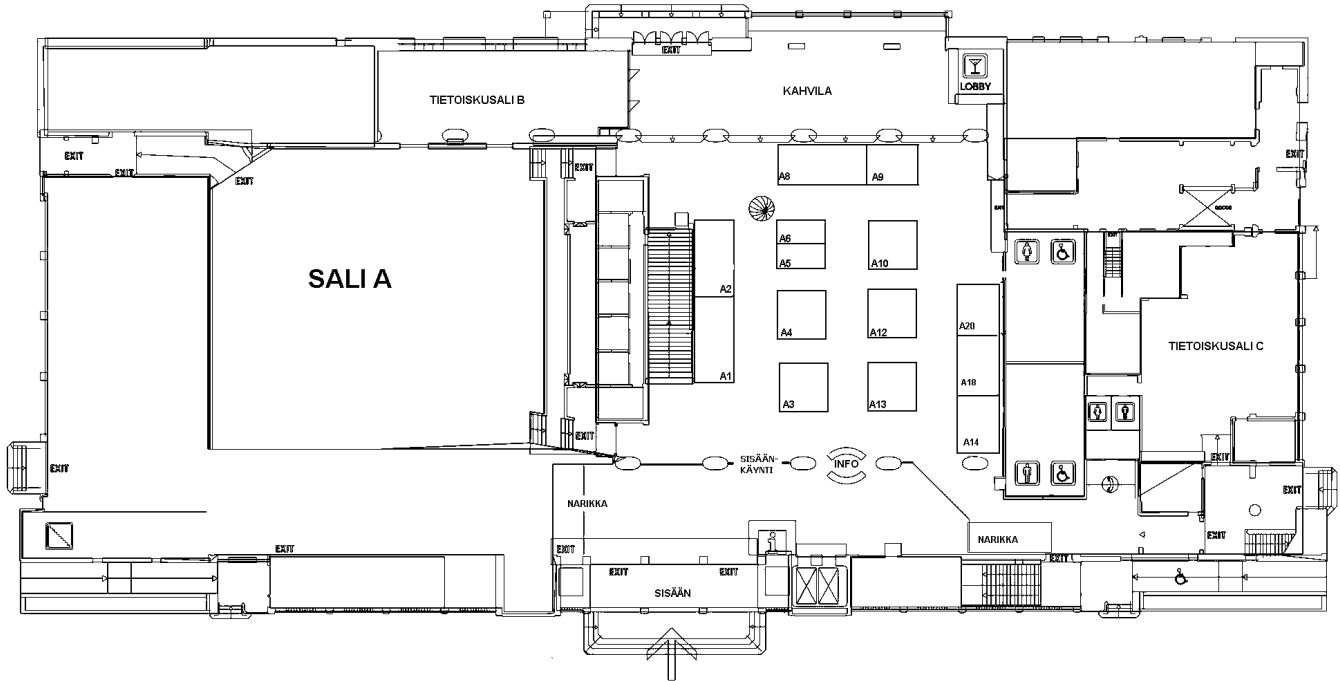 EXIT
KAHVILA
LOBBY
TIETOISKUSALI B
EXIT
EXIT
EXIT
EXIT
A8
A9
EXIT
SALI A
A6
A5
A10
A2
A4
A12
A20
TIETOISKUSALI C
A1
A18
A3
A13
A14
EXIT
EXIT
SISÄÄN-
KÄYNTI
INFO
EXIT
EXIT
NARIKKA
NARIKKA
EXIT
EXIT
EXIT
EXIT
EXIT
EXIT
SISÄÄN